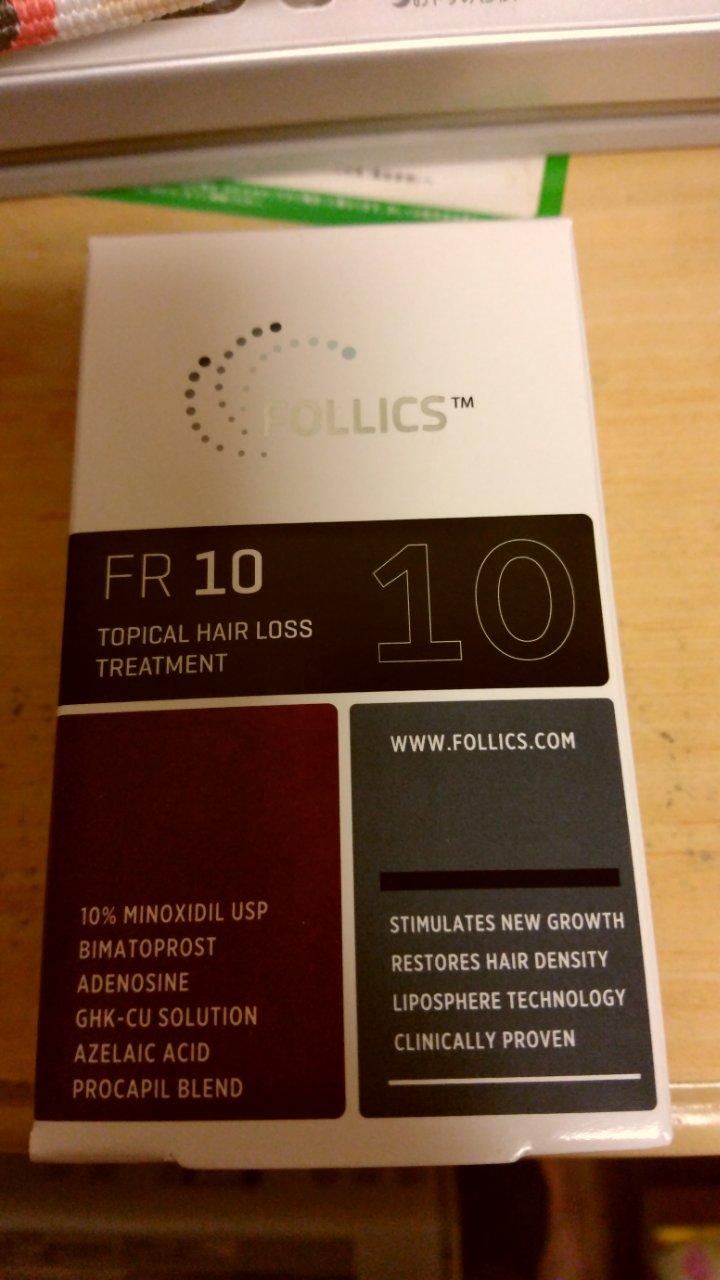 FOLLICS™
FR 10
10
TOPICAL HAIR LOSS
TREATMENT
10% MINOXIDIL USP
BIMATOPROST
ADENOSINE
GHK-CU SOLUTION
AZELAIC ACID
PROCAPIL BLEND
WWW.FOLLICS.COM
STIMULATES NEW GROWTH
RESTORES HAIR DENSITY
LIPOSPHERE TECHNOLOGY
CLINICALLY PROVEN